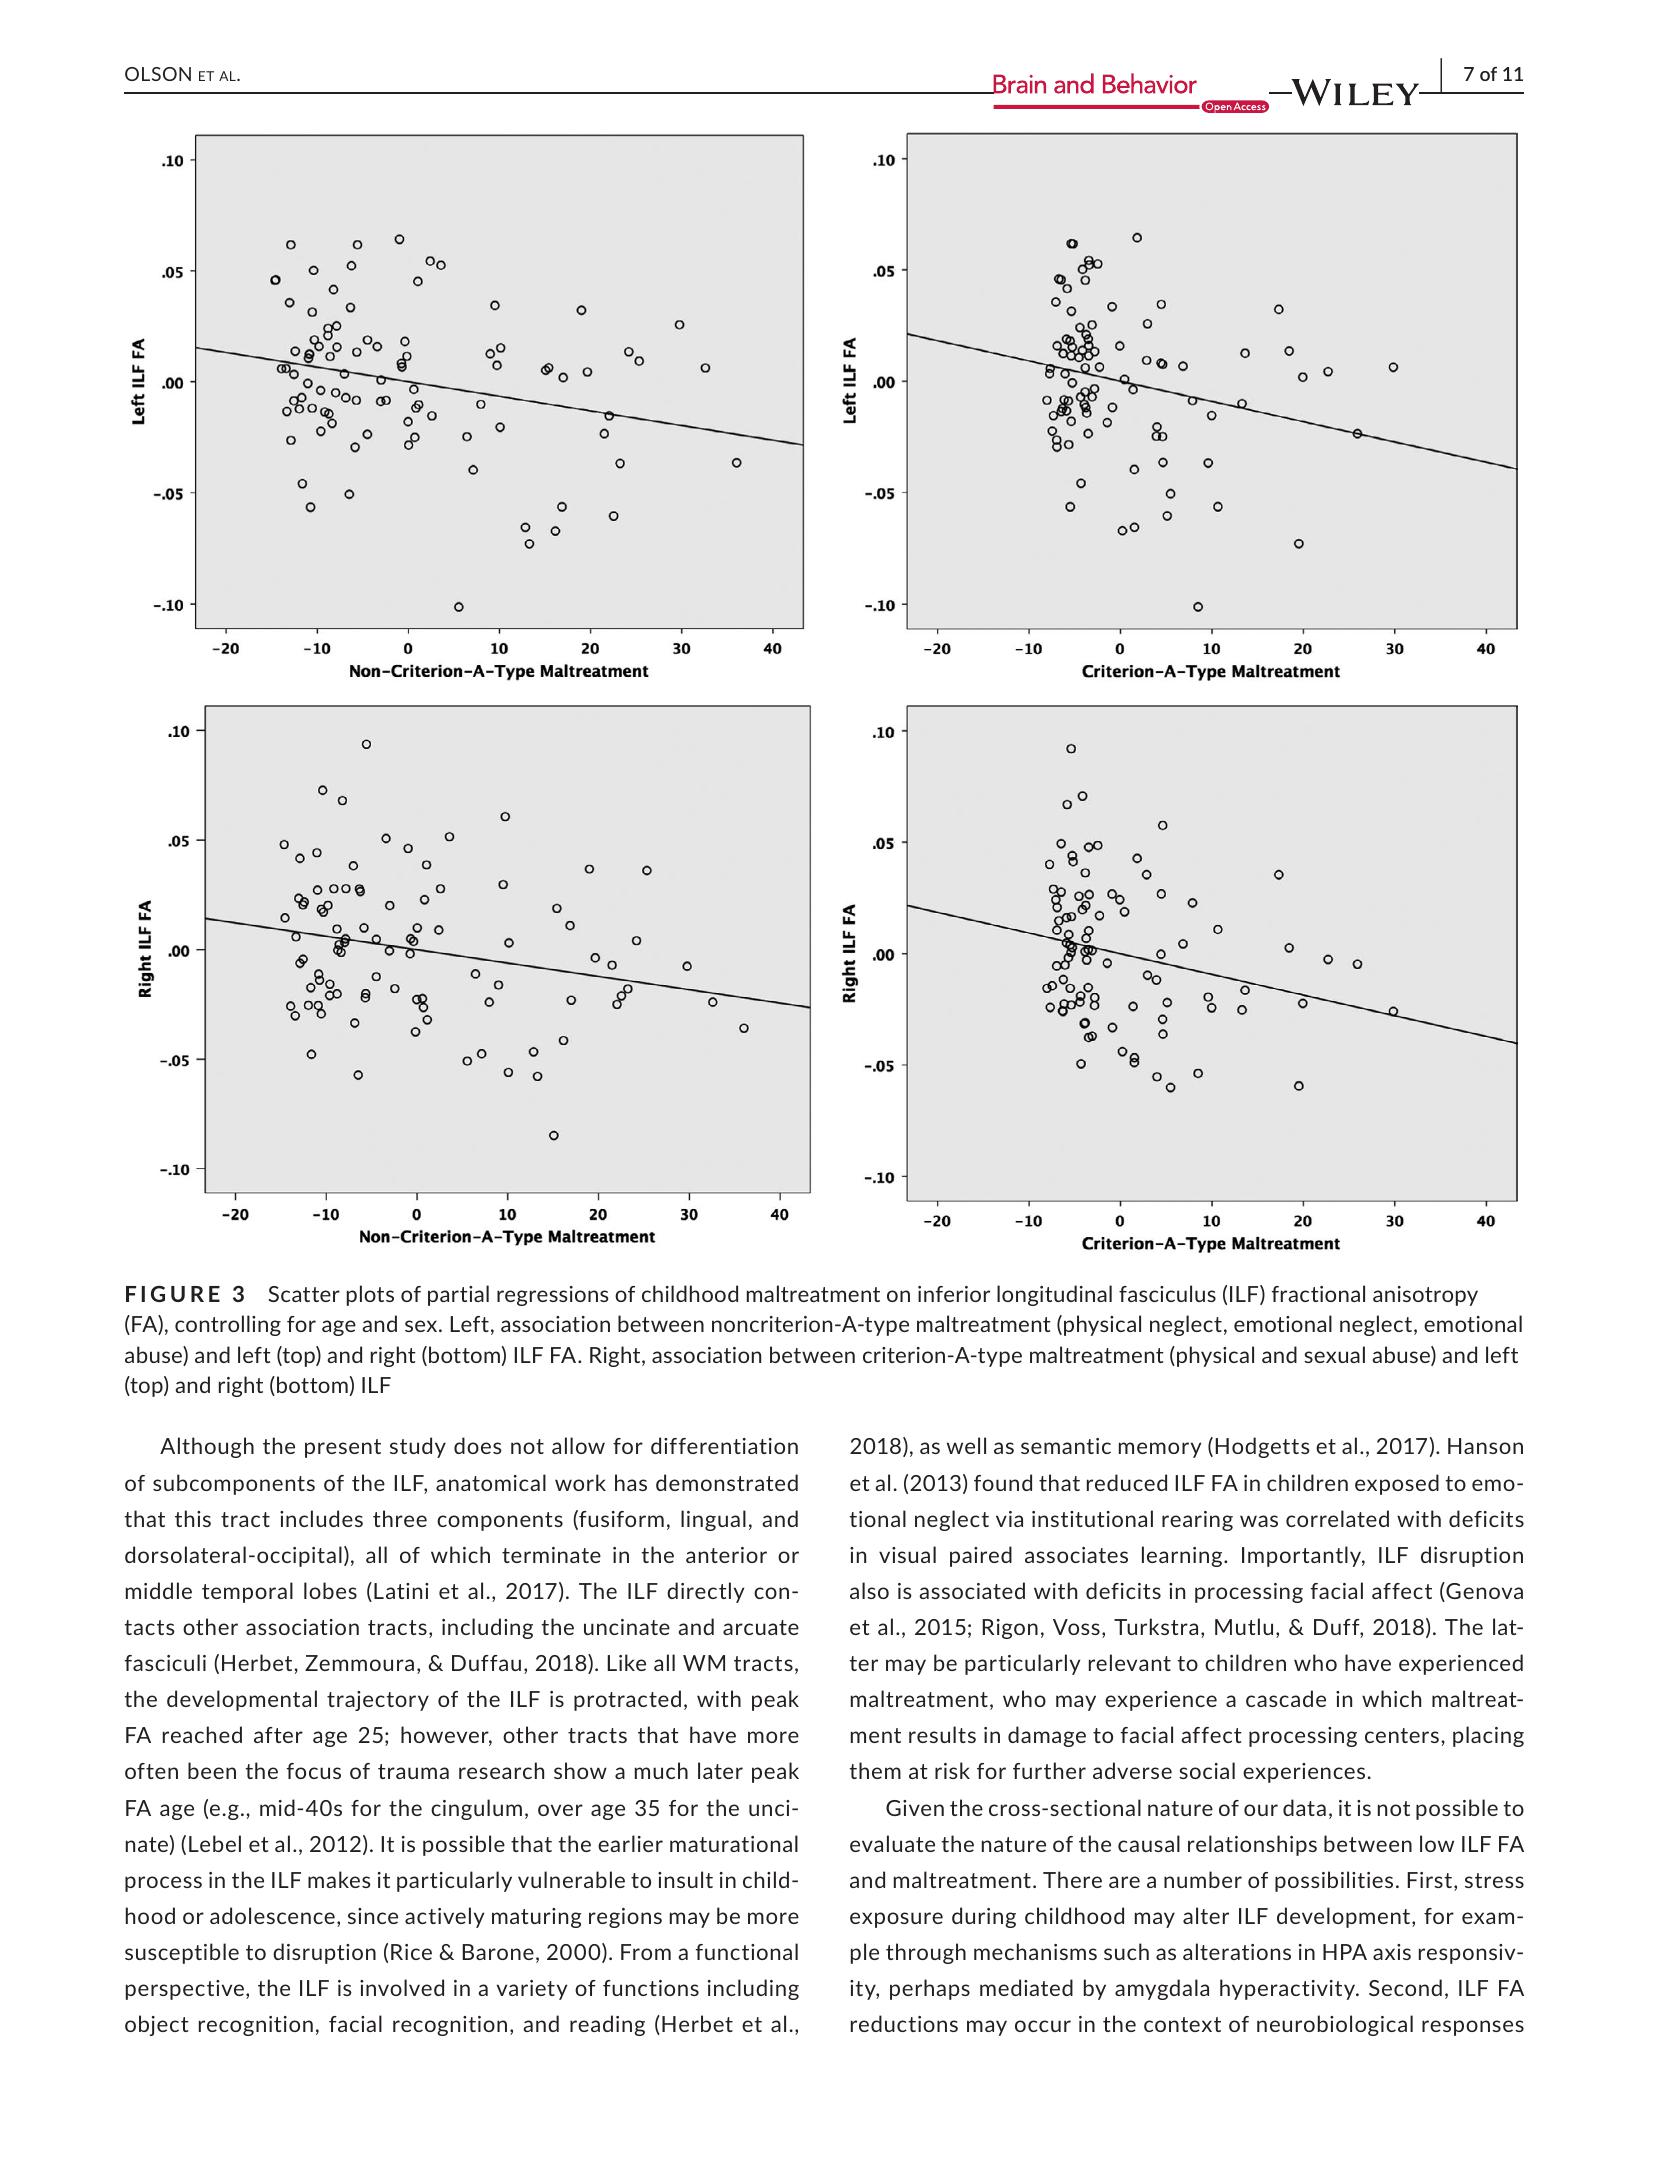 OLSON ET AL.
Brain and Behavior
Open Access
WILEY
7 of 11
.10
.05
.00
-.05
-.10
Left ILF FA
-20 -10 0 10 20 30 40
Non-Criterion-A-Type Maltreatment
.10
.05
.00
-.05
-.10
Left ILF FA
-20 -10 0 10 20 30 40
Criterion-A-Type Maltreatment
.10
.05
.00
-.05
-.10
Right ILF FA
-20 -10 0 10 20 30 40
Non-Criterion-A-Type Maltreatment
.10
.05
.00
-.05
-.10
Right ILF FA
-20 -10 0 10 20 30 40
Criterion-A-Type Maltreatment
FIGURE 3 Scatter plots of partial regressions of childhood maltreatment on inferior longitudinal fasciculus (ILF) fractional anisotropy
(FA), controlling for age and sex. Left, association between noncriterion-A-type maltreatment (physical neglect, emotional neglect, emotional
abuse) and left (top) and right (bottom) ILF FA. Right, association between criterion-A-type maltreatment (physical and sexual abuse) and left
(top) and right (bottom) ILF
Although the present study does not allow for differentiation
of subcomponents of the ILF, anatomical work has demonstrated
that this tract includes three components (fusiform, lingual, and
dorsolateral-occipital), all of which terminate in the anterior or
middle temporal lobes (Latini et al., 2017). The ILF directly con-
tacts other association tracts, including the uncinate and arcuate
fasciculi (Herbet, Zemmoura, & Duffau, 2018). Like all WM tracts,
the developmental trajectory of the ILF is protracted, with peak
FA reached after age 25; however, other tracts that have more
often been the focus of trauma research show a much later peak
FA age (e.g., mid-40s for the cingulum, over age 35 for the unci-
nate) (Lebel et al., 2012). It is possible that the earlier maturational
process in the ILF makes it particularly vulnerable to insult in child-
hood or adolescence, since actively maturing regions may be more
susceptible to disruption (Rice & Barone, 2000). From a functional
perspective, the ILF is involved in a variety of functions including
object recognition, facial recognition, and reading (Herbet et al.,
2018), as well as semantic memory (Hodgetts et al., 2017). Hanson
et al. (2013) found that reduced ILF FA in children exposed to emo-
tional neglect via institutional rearing was correlated with deficits
in visual paired associates learning. Importantly, ILF disruption
also is associated with deficits in processing facial affect (Genova
et al., 2015; Rigon, Voss, Turkstra, Mutlu, & Duff, 2018). The lat-
ter may be particularly relevant to children who have experienced
maltreatment, who may experience a cascade in which maltreat-
ment results in damage to facial affect processing centers, placing
them at risk for further adverse social experiences.
Given the cross-sectional nature of our data, it is not possible to
evaluate the nature of the causal relationships between low ILF FA
and maltreatment. There are a number of possibilities. First, stress
exposure during childhood may alter ILF development, for exam-
ple through mechanisms such as alterations in HPA axis responsiv-
ity, perhaps mediated by amygdala hyperactivity. Second, ILF FA
reductions may occur in the context of neurobiological responses